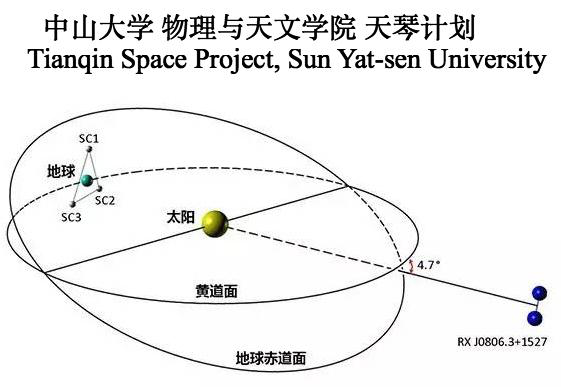 中山大学 物理与天文学院 天琴计划
Tianqin Space Project, Sun Yat-sen University
SC1
地球
SC2
SC3
太阳
4.7°
黄道面
RX J0806.3+1527
地球赤道面